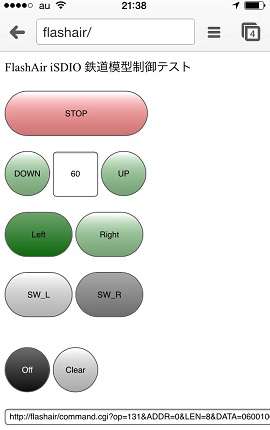 au 21:38
flashair/ 4
FlashAir iSDIO 鉄道模型制御テスト
STOP
DOWN 60 UP
Left Right
SW_L SW_R
Off Clear
http://flashair/command.cgi?op=131&ADDR=0&LEN=8&DATA=060010